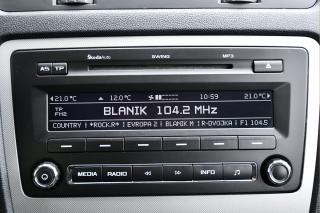 ŠkodaAuto SWING MP3
AS TP
21.0°C 12.0°C 10:59 21.0°C
TP
FM2
BLANIK 104.2 MHz
COUNTRY | *ROCK.R* | EVROPA 2 | BLANIK M | R-DVOJKA | F1 104.5
MEDIA RADIO INFO